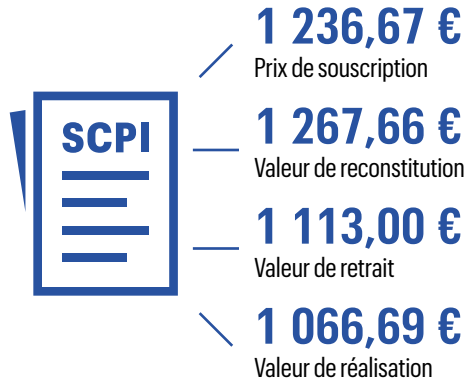 1 236,67 €
Prix de souscription
SCPI
1 267,66 €
Valeur de reconstitution
1 113,00 €
Valeur de retrait
1 066,69 €
Valeur de réalisation